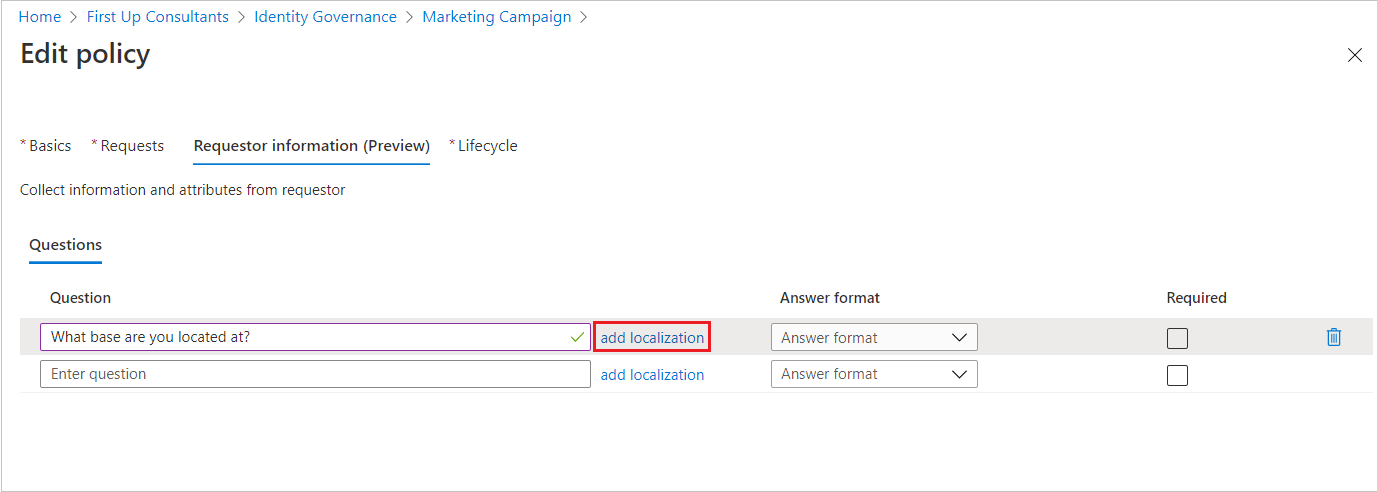 Home > First Up Consultants > Identity Governance > Marketing Campaign >
Edit policy
* Basics * Requests Requestor information (Preview) * Lifecycle
Collect information and attributes from requestor
Questions
Question Answer format Required
What base are you located at? add localization Answer format
Enter question add localization Answer format